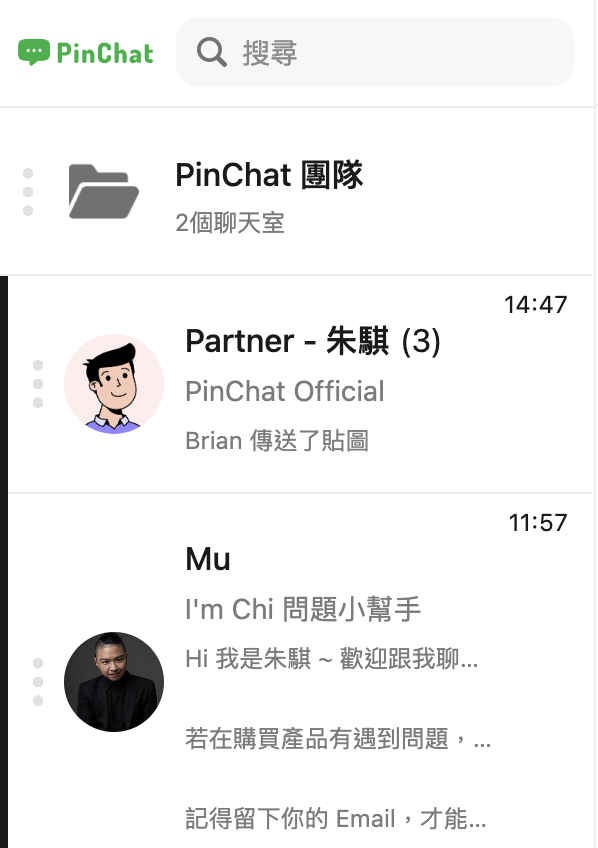 PinChat
搜尋
PinChat 團隊
2個聊天室
14:47
Partner - 朱騏 (3)
PinChat Official
Brian 傳送了貼圖
11:57
Mu
I'm Chi 問題小幫手
Hi 我是朱騏 ~ 歡迎跟我聊...
若在購買產品有遇到問題，...
記得留下你的 Email，才能...